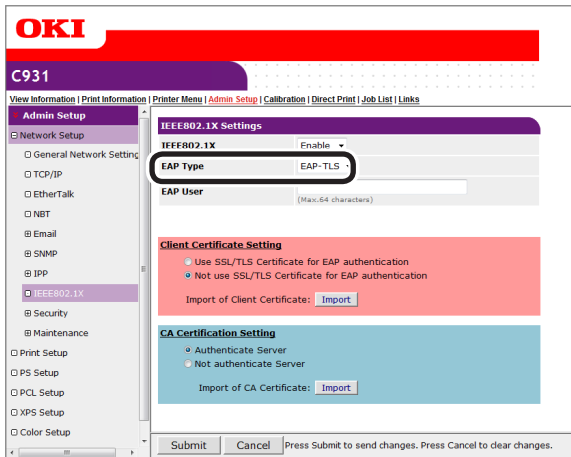 OKI
C931
View Information | Print Information | Printer Menu | Admin Setup | Calibration | Direct Print | Job List | Links
Admin Setup
Network Setup
General Network Setting
TCP/IP
EtherTalk
NBT
Email
SNMP
IPP
IEEE802.1X
Security
Maintenance
Print Setup
PS Setup
PCL Setup
XPS Setup
Color Setup
IEEE802.1X Settings
IEEE802.1X Enable
EAP Type EAP-TLS
EAP User
(Max.64 characters)
Client Certificate Setting
Use SSL/TLS Certificate for EAP authentication
Not use SSL/TLS Certificate for EAP authentication
Import of Client Certificate: Import
CA Certification Setting
Authenticate Server
Not authenticate Server
Import of CA Certificate: Import
Submit Cancel Press Submit to send changes. Press Cancel to clear changes.